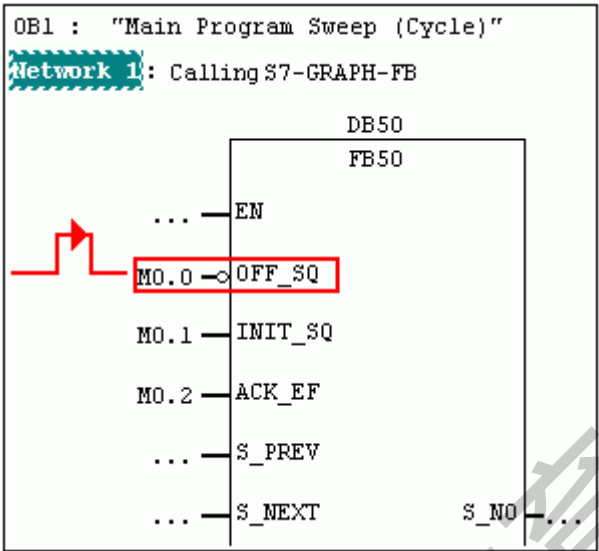 OB1 : "Main Program Sweep (Cycle)"
Network 1: Calling S7-GRAPH-FB
DB50
FB50
... EN
M0.0 OFF_SQ
M0.1 INIT_SQ
M0.2 ACK_EF
... S_PREV
... S_NEXT S_NO ...